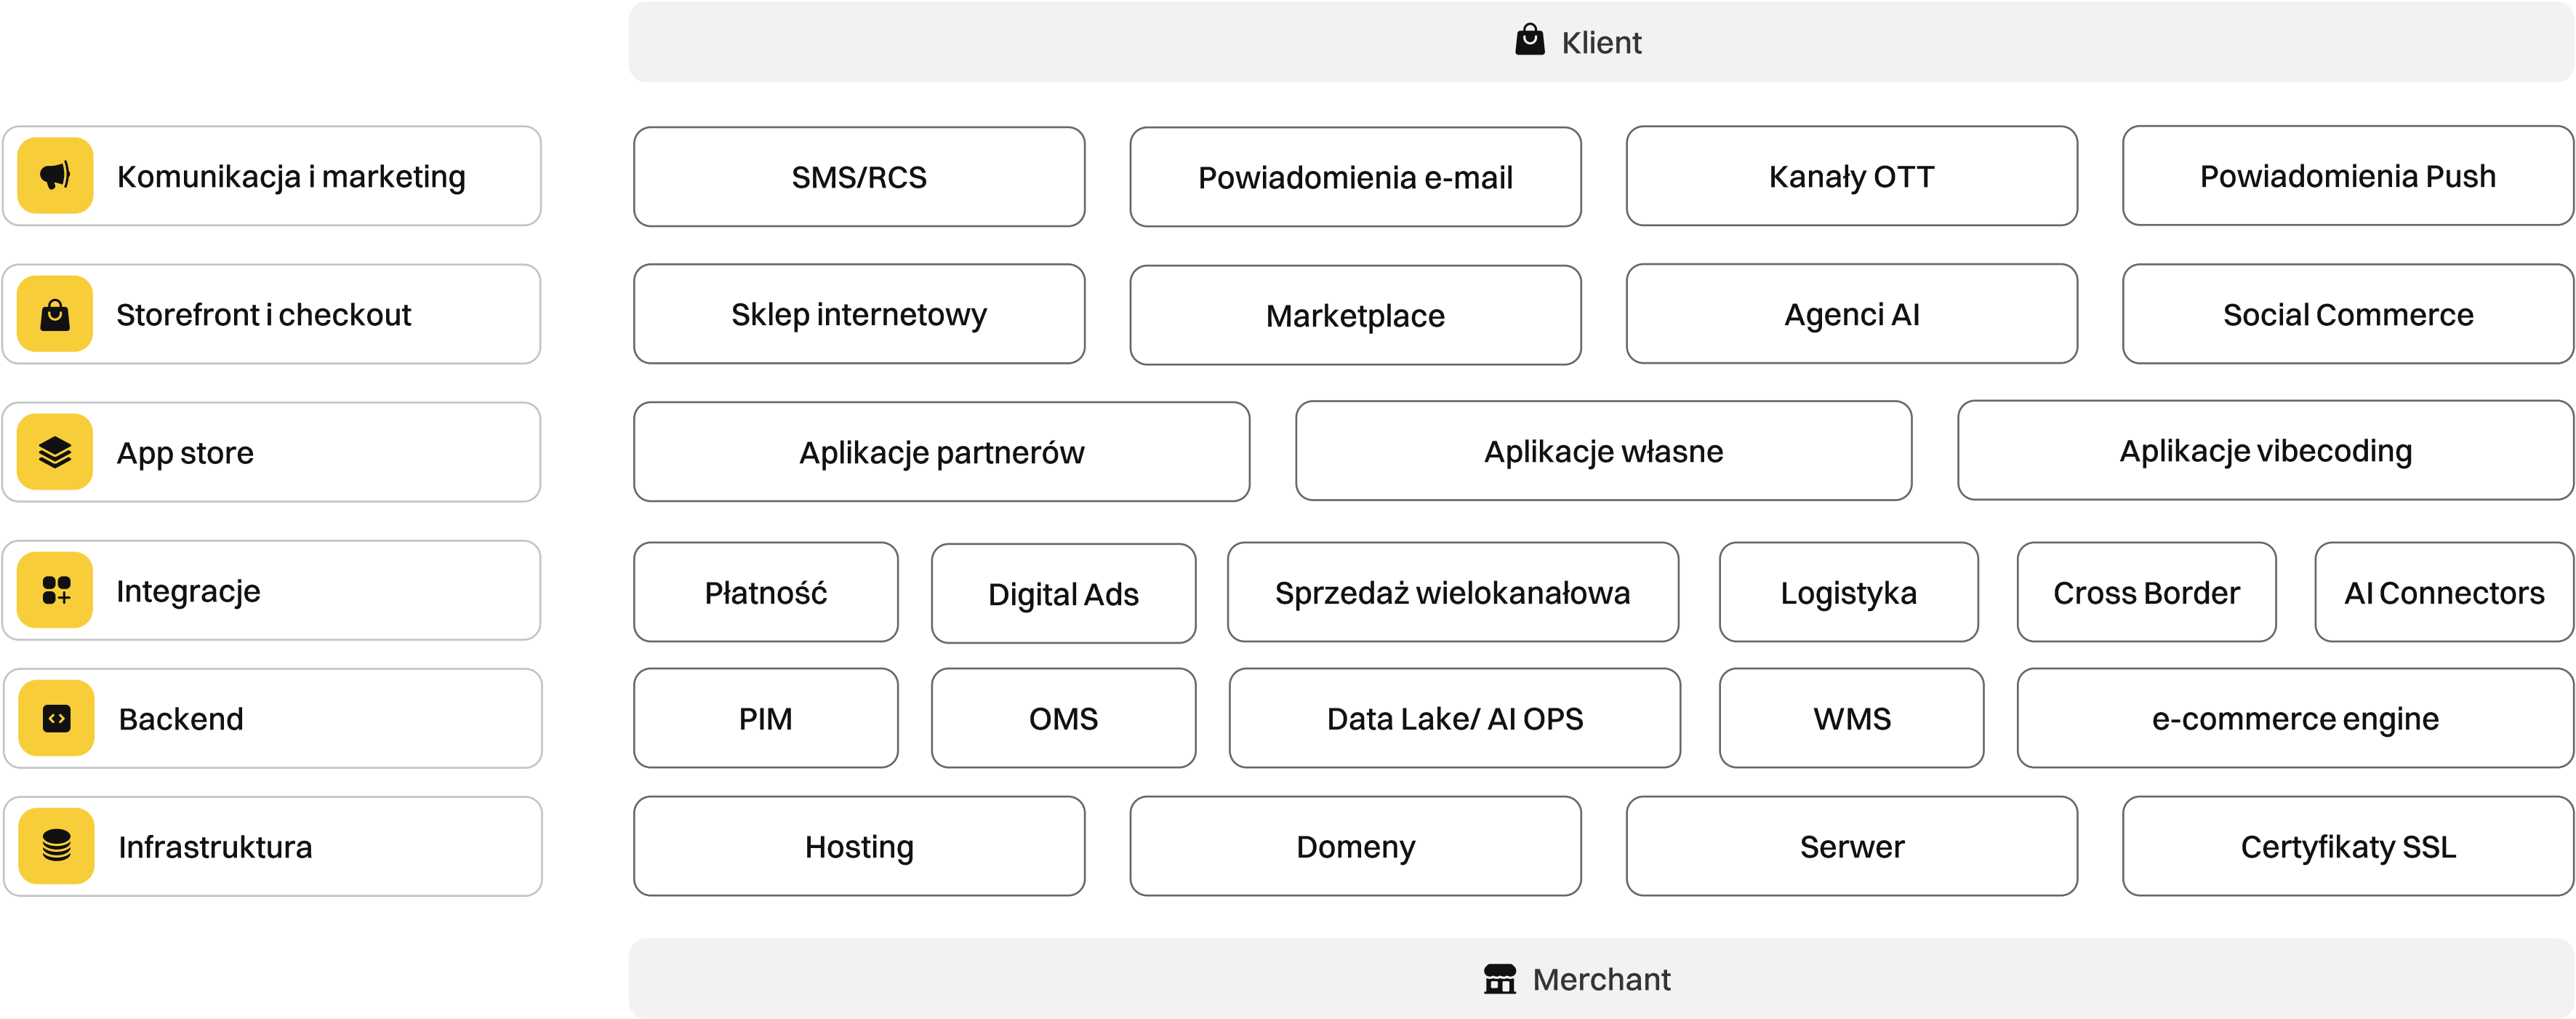 Klient
Komunikacja i marketing
SMS/RCS
Powiadomienia e-mail
Kanały OTT
Powiadomienia Push
Storefront i checkout
Sklep internetowy
Marketplace
Agenci AI
Social Commerce
App store
Aplikacje partnerów
Aplikacje własne
Aplikacje vibecoding
Integracje
Płatność
Digital Ads
Sprzedaż wielokanałowa
Logistyka
Cross Border
AI Connectors
Backend
PIM
OMS
Data Lake/ AI OPS
WMS
e-commerce engine
Infrastruktura
Hosting
Domeny
Serwer
Certyfikaty SSL
Merchant